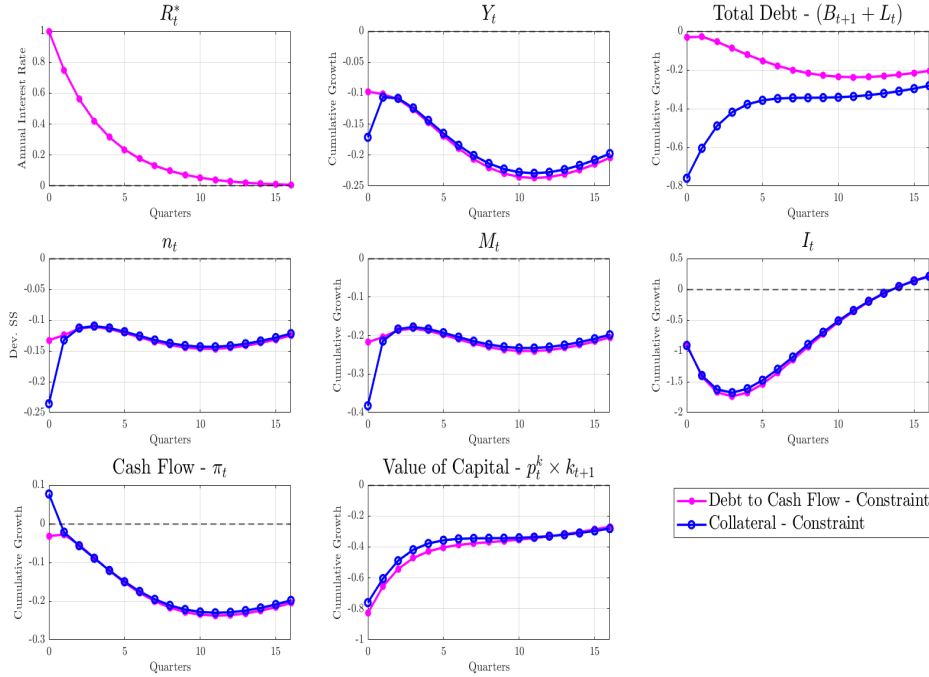 R_t^*
Annual Interest Rate
1
0.8
0.6
0.4
0.2
0
0 5 10 15
Quarters
Y_t
Cumulative Growth
0
-0.05
-0.1
-0.15
-0.2
-0.25
0 5 10 15
Quarters
Total Debt - (B_{t+1} + L_t)
Cumulative Growth
0
-0.2
-0.4
-0.6
-0.8
0 5 10 15
Quarters
n_t
Dev. SS
0
-0.05
-0.1
-0.15
-0.2
-0.25
0 5 10 15
Quarters
M_t
Cumulative Growth
0
-0.1
-0.2
-0.3
-0.4
0 5 10 15
Quarters
I_t
Cumulative Growth
0.5
0
-0.5
-1
-1.5
-2
0 5 10 15
Quarters
Cash Flow - π_t
Cumulative Growth
0.1
0
-0.1
-0.2
-0.3
0 5 10 15
Quarters
Value of Capital - p_t^k × k_{t+1}
Cumulative Growth
0
-0.2
-0.4
-0.6
-0.8
-1
0 5 10 15
Quarters
Debt to Cash Flow - Constraint
Collateral - Constraint